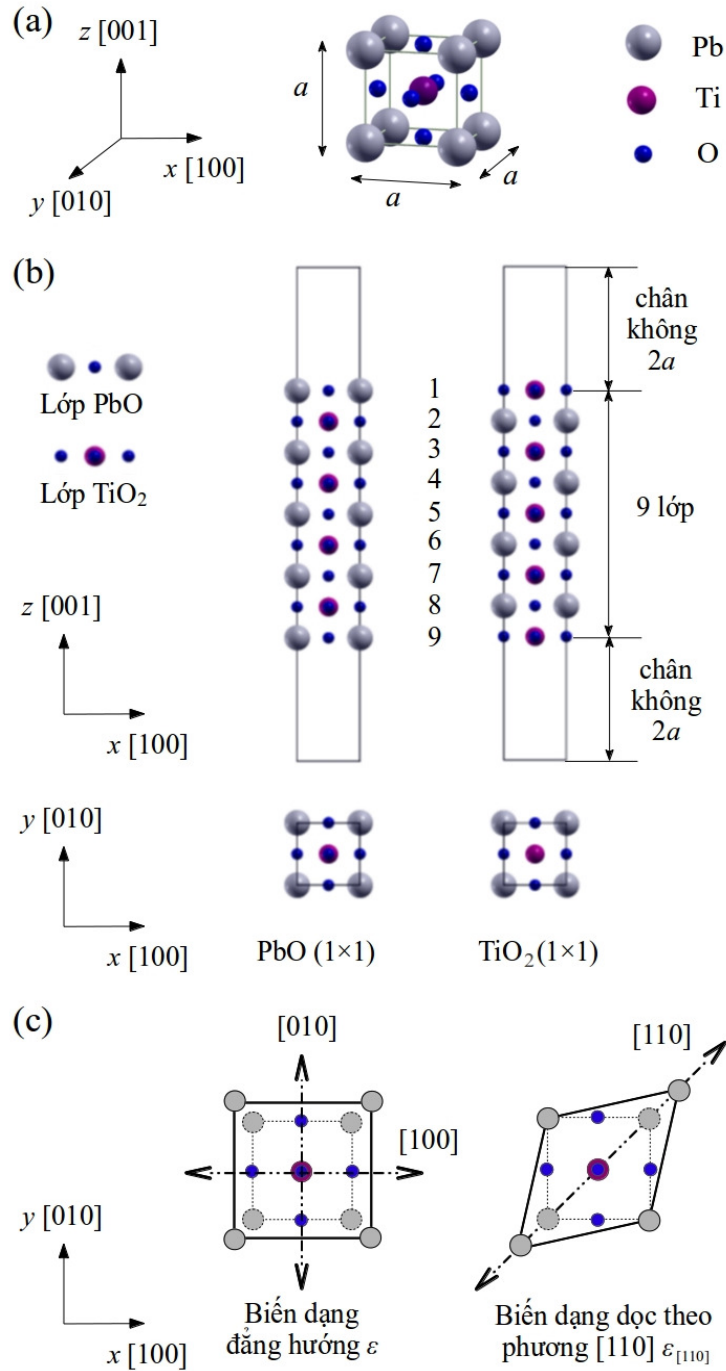 (a)
z [001]
x [100]
y [010]
a
a
a
Pb
Ti
O
(b)
Lớp PbO
Lớp TiO₂
z [001]
x [100]
1
2
3
4
5
6
7
8
9
chân
không
2a
9 lớp
chân
không
2a
y [010]
x [100]
PbO (1×1)
TiO₂ (1×1)
(c)
[010]
[100]
[110]
y [010]
x [100]
Biến dạng
đẳng hướng ε
Biến dạng dọc theo
phương [110] ε[110]